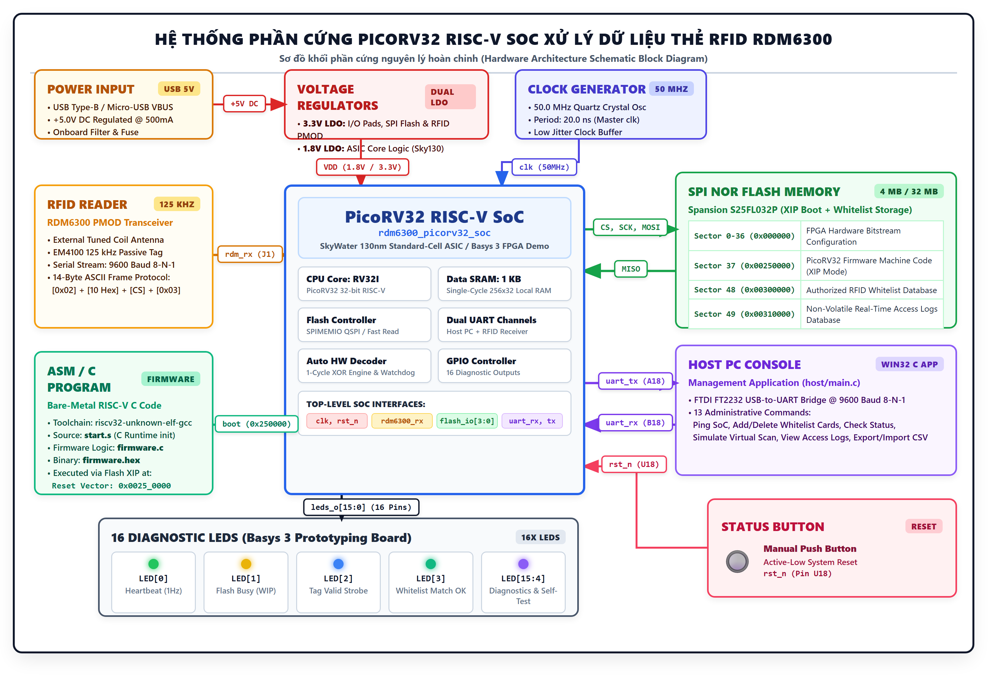 HỆ THỐNG PHẦN CỨNG PICORV32 RISC-V SOC XỬ LÝ DỮ LIỆU THẺ RFID RDM6300
Sơ đồ khối phần cứng nguyên lý hoàn chỉnh (Hardware Architecture Schematic Block Diagram)
POWER INPUT
USB 5V
• USB Type-B / Micro-USB VBUS
• +5.0V DC Regulated @ 500mA
• Onboard Filter & Fuse
+5V DC
VOLTAGE
REGULATORS
DUAL
LDO
• 3.3V LDO: I/O Pads, SPI Flash & RFID
PMOD
• 1.8V LDO: ASIC Core Logic (Sky130)
VDD (1.8V / 3.3V)
CLOCK GENERATOR
50 MHZ
• 50.0 MHz Quartz Crystal Osc
• Period: 20.0 ns (Master clk)
• Low Jitter Clock Buffer
clk (50MHz)
RFID READER
125 KHZ
RDM6300 PMOD Transceiver
• External Tuned Coil Antenna
• EM4100 125 kHz Passive Tag
• Serial Stream: 9600 Baud 8-N-1
• 14-Byte ASCII Frame Protocol:
[0x02] + [10 Hex] + [CS] + [0x03]
rdm_rx (J1)
PicoRV32 RISC-V SoC
rdm6300_picorv32_soc
SkyWater 130nm Standard-Cell ASIC / Basys 3 FPGA Demo
CPU Core: RV32I
PicoRV32 32-bit RISC-V
Data SRAM: 1 KB
Single-Cycle 256x32 Local RAM
Flash Controller
SPIMEMIO QSPI / Fast Read
Dual UART Channels
Host PC + RFID Receiver
Auto HW Decoder
1-Cycle XOR Engine & Watchdog
GPIO Controller
16 Diagnostic Outputs
TOP-LEVEL SOC INTERFACES:
clk, rst_n
rdm6300_rx
flash_io[3:0]
uart_rx, tx
CS, SCK, MOSI
MISO
SPI NOR FLASH MEMORY
4 MB / 32 MB
Spansion S25FL032P (XIP Boot + Whitelist Storage)
Sector 0-36 (0x000000)
FPGA Hardware Bitstream
Configuration
Sector 37 (0x00250000)
PicoRV32 Firmware Machine Code
(XIP Mode)
Sector 48 (0x00300000)
Authorized RFID Whitelist Database
Sector 49 (0x00310000)
Non-Volatile Real-Time Access Logs
Database
ASM / C
PROGRAM
FIRMWARE
Bare-Metal RISC-V C Code
• Toolchain: riscv32-unknown-elf-gcc
• Source: start.s (C Runtime init)
• Firmware Logic: firmware.c
• Binary: firmware.hex
• Executed via Flash XIP at:
Reset Vector: 0x0025_0000
boot (0x250000)
uart_tx (A18)
uart_rx (B18)
rst_n (U18)
HOST PC CONSOLE
WIN32 C APP
Management Application (host/main.c)
• FTDI FT2232 USB-to-UART Bridge @ 9600 Baud 8-N-1
• 13 Administrative Commands:
Ping SoC, Add/Delete Whitelist Cards, Check Status,
Simulate Virtual Scan, View Access Logs, Export/Import CSV
leds_o[15:0] (16 Pins)
16 DIAGNOSTIC LEDS (Basys 3 Prototyping Board)
16X LEDS
LED[0]
Heartbeat (1Hz)
LED[1]
Flash Busy (WIP)
LED[2]
Tag Valid Strobe
LED[3]
Whitelist Match OK
LED[15:4]
Diagnostics & Self-
Test
STATUS BUTTON
RESET
Manual Push Button
Active-Low System Reset
rst_n (Pin U18)